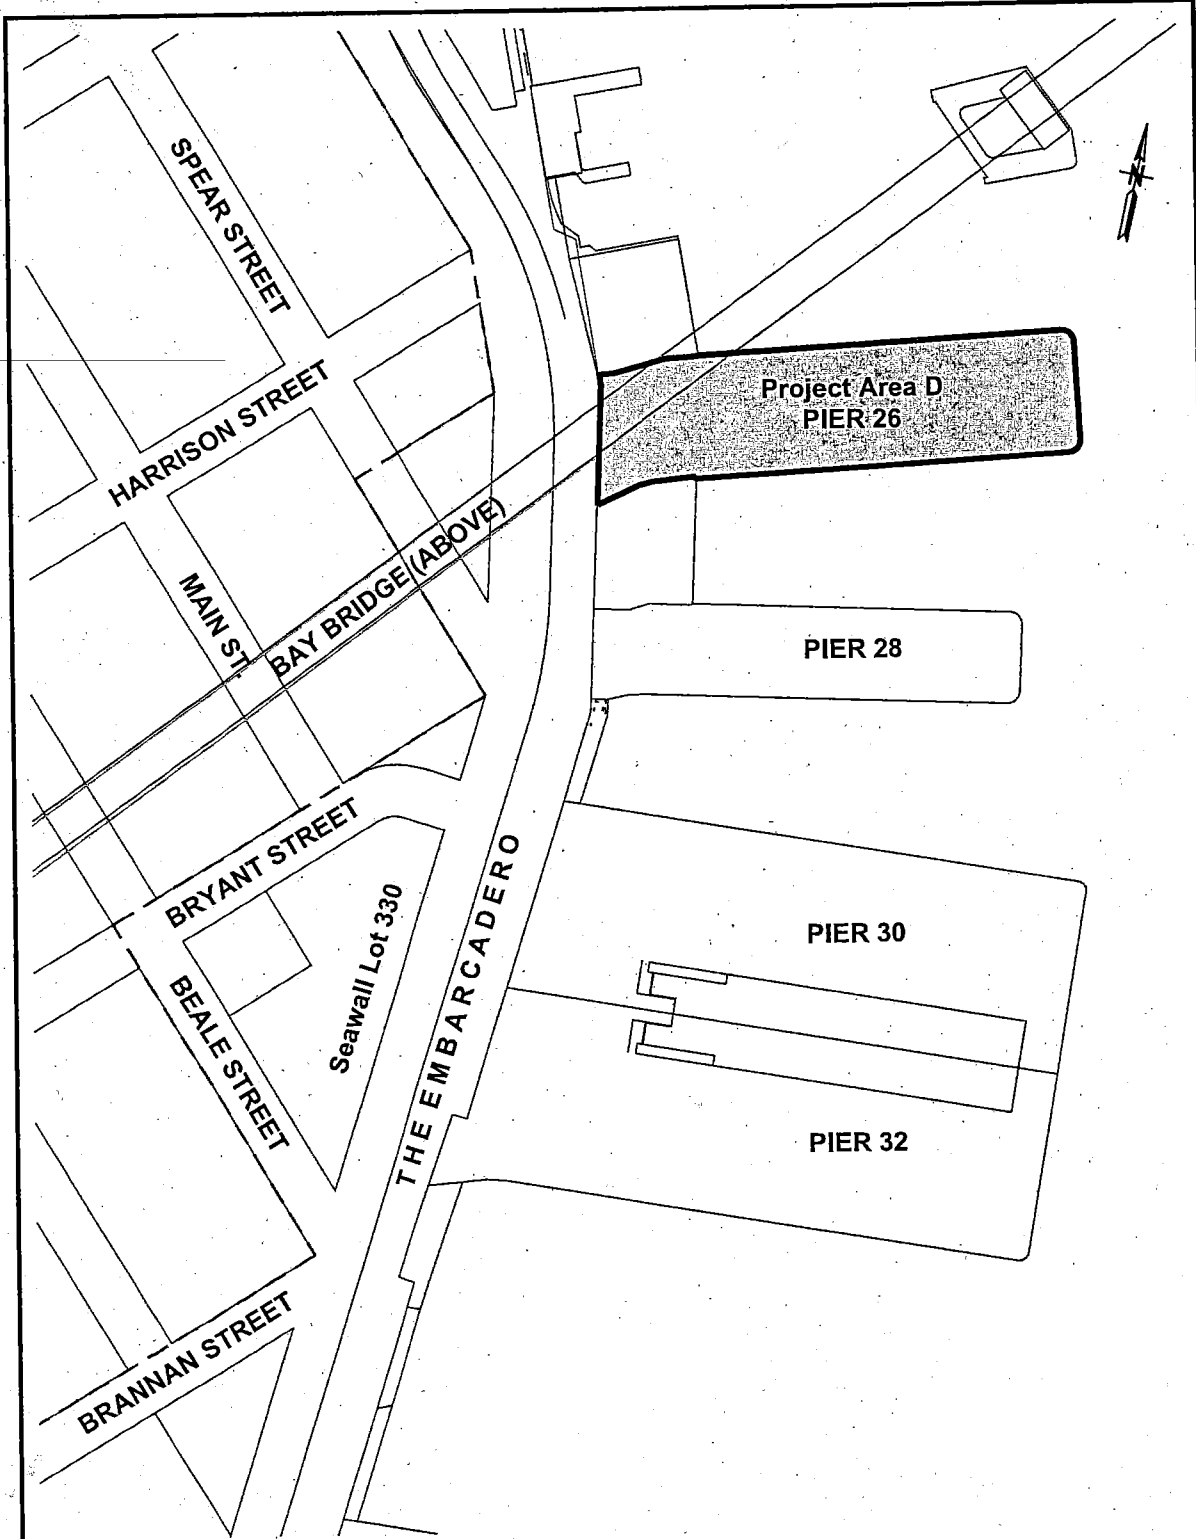 SPEAR STREET
N
HARRISON STREET
Project Area D
PIER 26
MAIN ST.
BAY BRIDGE (ABOVE)
PIER 28
BRYANT STREET
Seawall Lot 330
THE EMBARCADERO
PIER 30
BEALE STREET
PIER 32
BRANNAN STREET